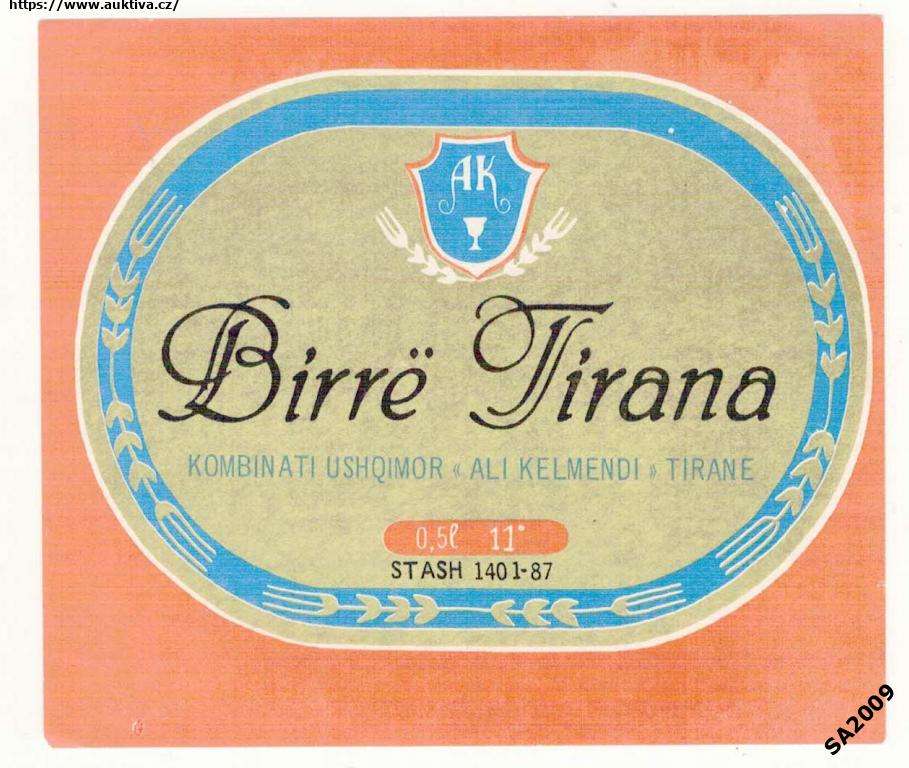 https://www.auktiva.cz/
AK
Birrë Tirana
KOMBINATI USHQIMOR « ALI KELMENDI » TIRANE
0,5ℓ 11°
STASH 1401-87
SA2009